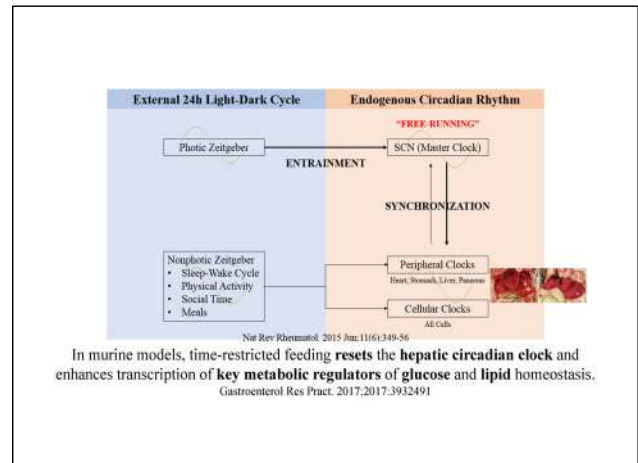 External 24h Light-Dark Cycle
Endogenous Circadian Rhythm
"FREE-RUNNING"
Photic Zeitgeber
SCN (Master Clock)
ENTRAINMENT
SYNCHRONIZATION
Nonphotic Zeitgeber
• Sleep-Wake Cycle
• Physical Activity
• Social Time
• Meals
Peripheral Clocks
Heart, Stomach, Liver, Pancreas
Cellular Clocks
All Cells
Nat Rev Rheumatol. 2015 Jun;11(6):349-56
In murine models, time-restricted feeding resets the hepatic circadian clock and
enhances transcription of key metabolic regulators of glucose and lipid homeostasis.
Gastroenterol Res Pract. 2017;2017:3932491